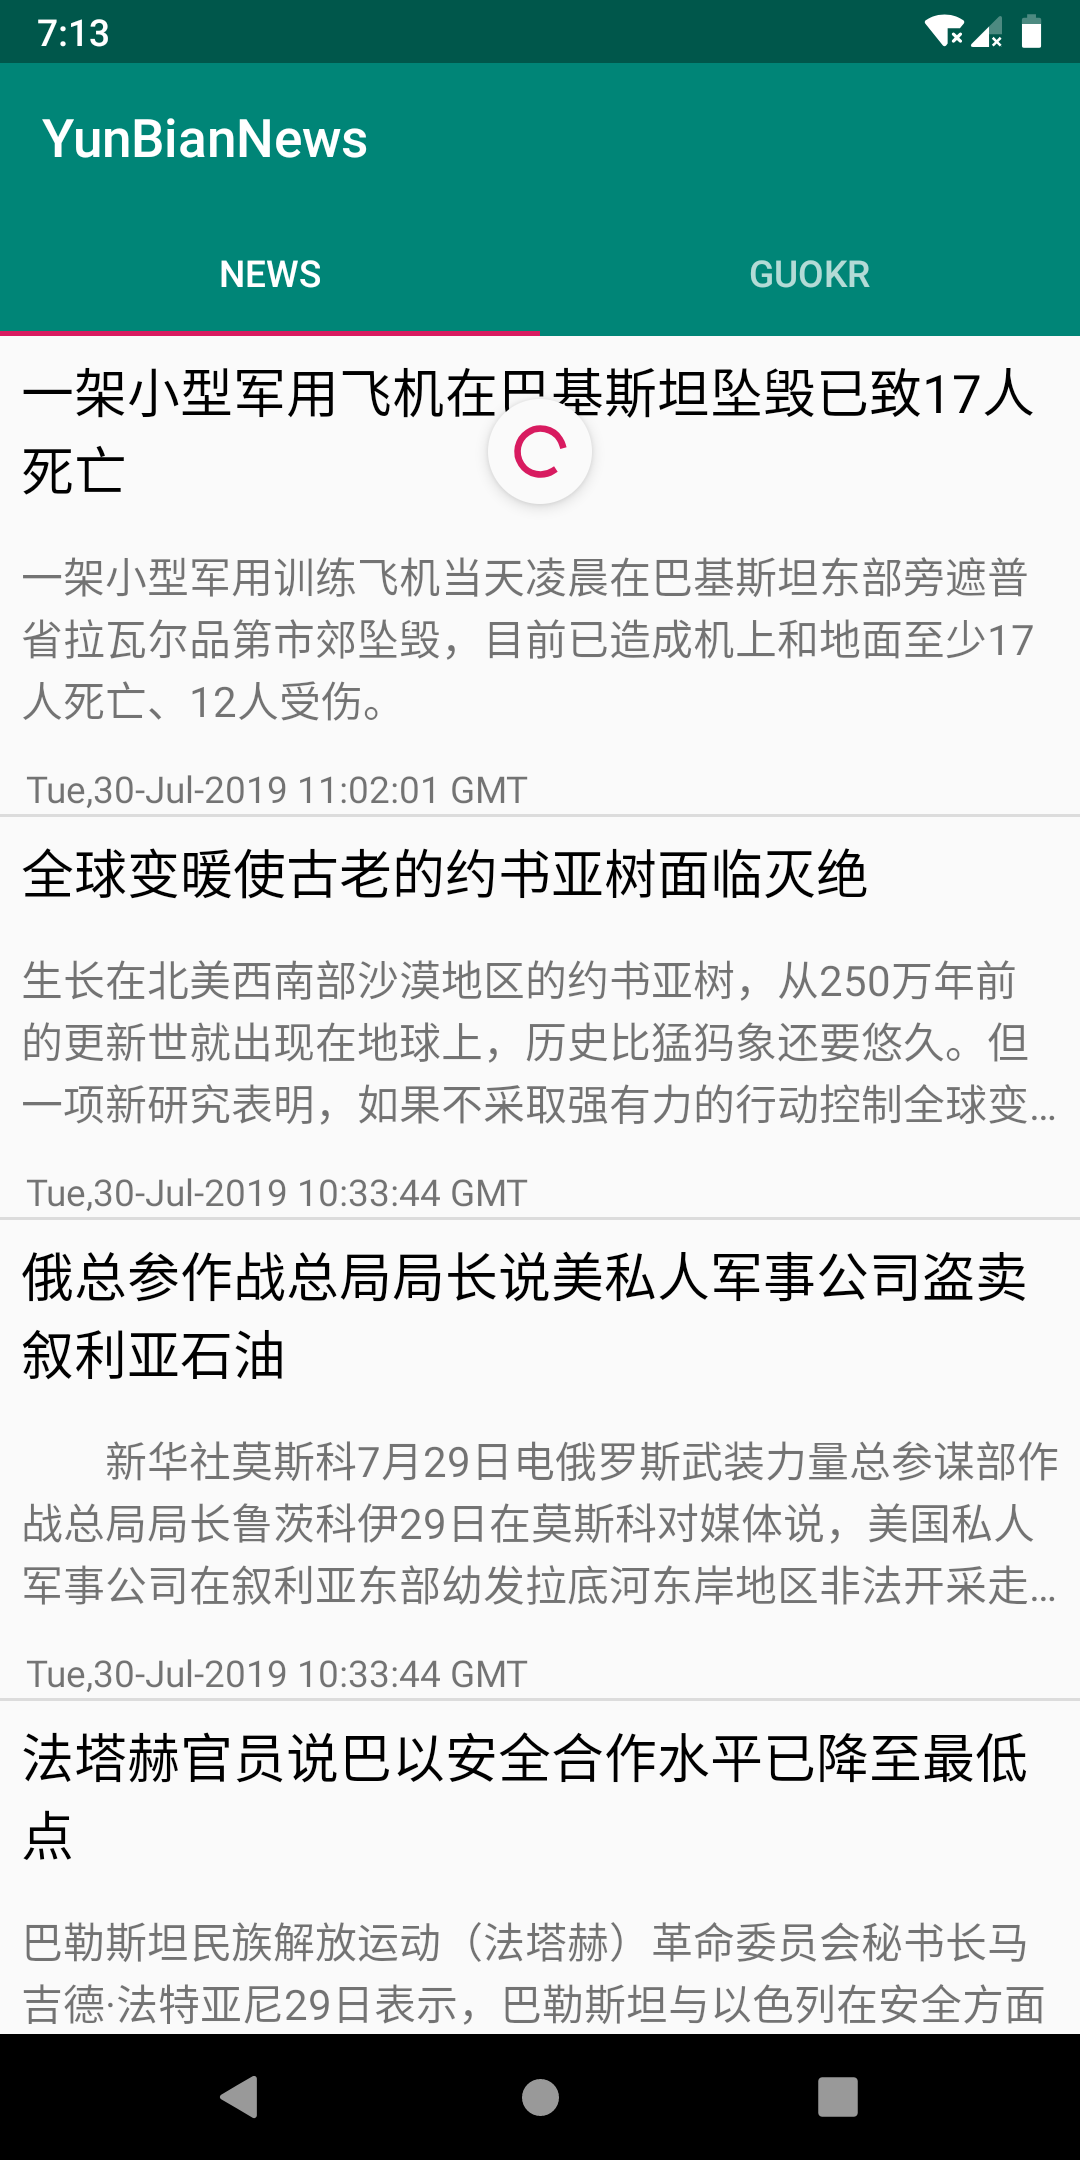 7:13
YunBianNews
NEWS
GUOKR
一架小型军用飞机在巴基斯坦坠毁已致17人
死亡
一架小型军用训练飞机当天凌晨在巴基斯坦东部旁遮普
省拉瓦尔品第市郊坠毁，目前已造成机上和地面至少17
人死亡、12人受伤。
Tue,30-Jul-2019 11:02:01 GMT
全球变暖使古老的约书亚树面临灭绝
生长在北美西南部沙漠地区的约书亚树，从250万年前
的更新世就出现在地球上，历史比猛犸象还要悠久。但
一项新研究表明，如果不采取强有力的行动控制全球变…
Tue,30-Jul-2019 10:33:44 GMT
俄总参作战总局局长说美私人军事公司盗卖
叙利亚石油
新华社莫斯科7月29日电俄罗斯武装力量总参谋部作
战总局局长鲁茨科伊29日在莫斯科对媒体说，美国私人
军事公司在叙利亚东部幼发拉底河东岸地区非法开采走…
Tue,30-Jul-2019 10:33:44 GMT
法塔赫官员说巴以安全合作水平已降至最低
点
巴勒斯坦民族解放运动（法塔赫）革命委员会秘书长马
吉德·法特亚尼29日表示，巴勒斯坦与以色列在安全方面